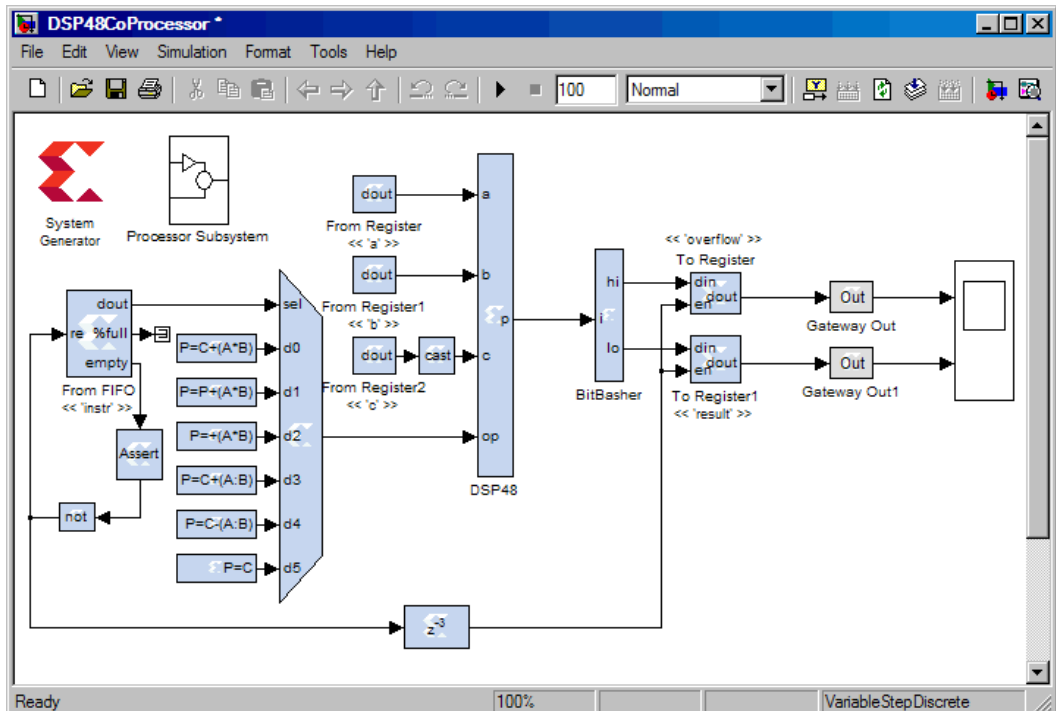 DSP48CoProcessor *
File Edit View Simulation Format Tools Help
100 Normal
System
Generator
Processor Subsystem
dout
From Register
<< 'a' >>
dout
From Register1
<< 'b' >>
dout
cast
From Register2
<< 'c' >>
dout
re %full
empty
From FIFO
<< 'instr' >>
Assert
not
sel
P=C+(A*B) d0
P=P+(A*B) d1
P=+(A*B) d2
P=C+(A:B) d3
P=C-(A:B) d4
P=C d5
z-3
a
b
c
op
p
DSP48
hi
i
lo
BitBasher
<< 'overflow' >>
To Register
din
dout
en
din
dout
en
To Register1
<< 'result' >>
Out
Gateway Out
Out
Gateway Out1
Ready 100% VariableStepDiscrete